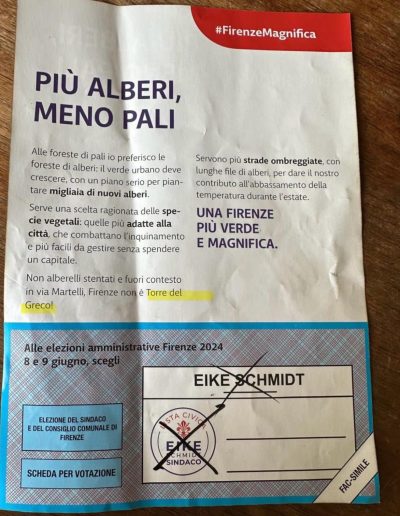 #FirenzeMagnifica
PIÙ ALBERI,
MENO PALI
Alle foreste di pali io preferisco le
foreste di alberi; il verde urbano deve
crescere, con un piano serio per pian-
tare migliaia di nuovi alberi.
Serve una scelta ragionata delle spe-
cie vegetali: quelle più adatte alla
città, che combattano l'inquinamento
e più facili da gestire senza spendere
un capitale.
Non alberelli stentati e fuori contesto
in via Martelli, Firenze non è Torre del
Greco!
Servono più strade ombreggiate, con
lunghe file di alberi, per dare il nostro
contributo all'abbassamento della
temperatura durante l'estate.
UNA FIRENZE
PIÙ VERDE
E MAGNIFICA.
Alle elezioni amministrative Firenze 2024
8 e 9 giugno, scegli
ELEZIONE DEL SINDACO
E DEL CONSIGLIO COMUNALE DI
FIRENZE
SCHEDA PER VOTAZIONE
EIKE SCHMIDT
LISTA CIVICA
EIKE
SCHMIDT
SINDACO
FAC-SIMILE